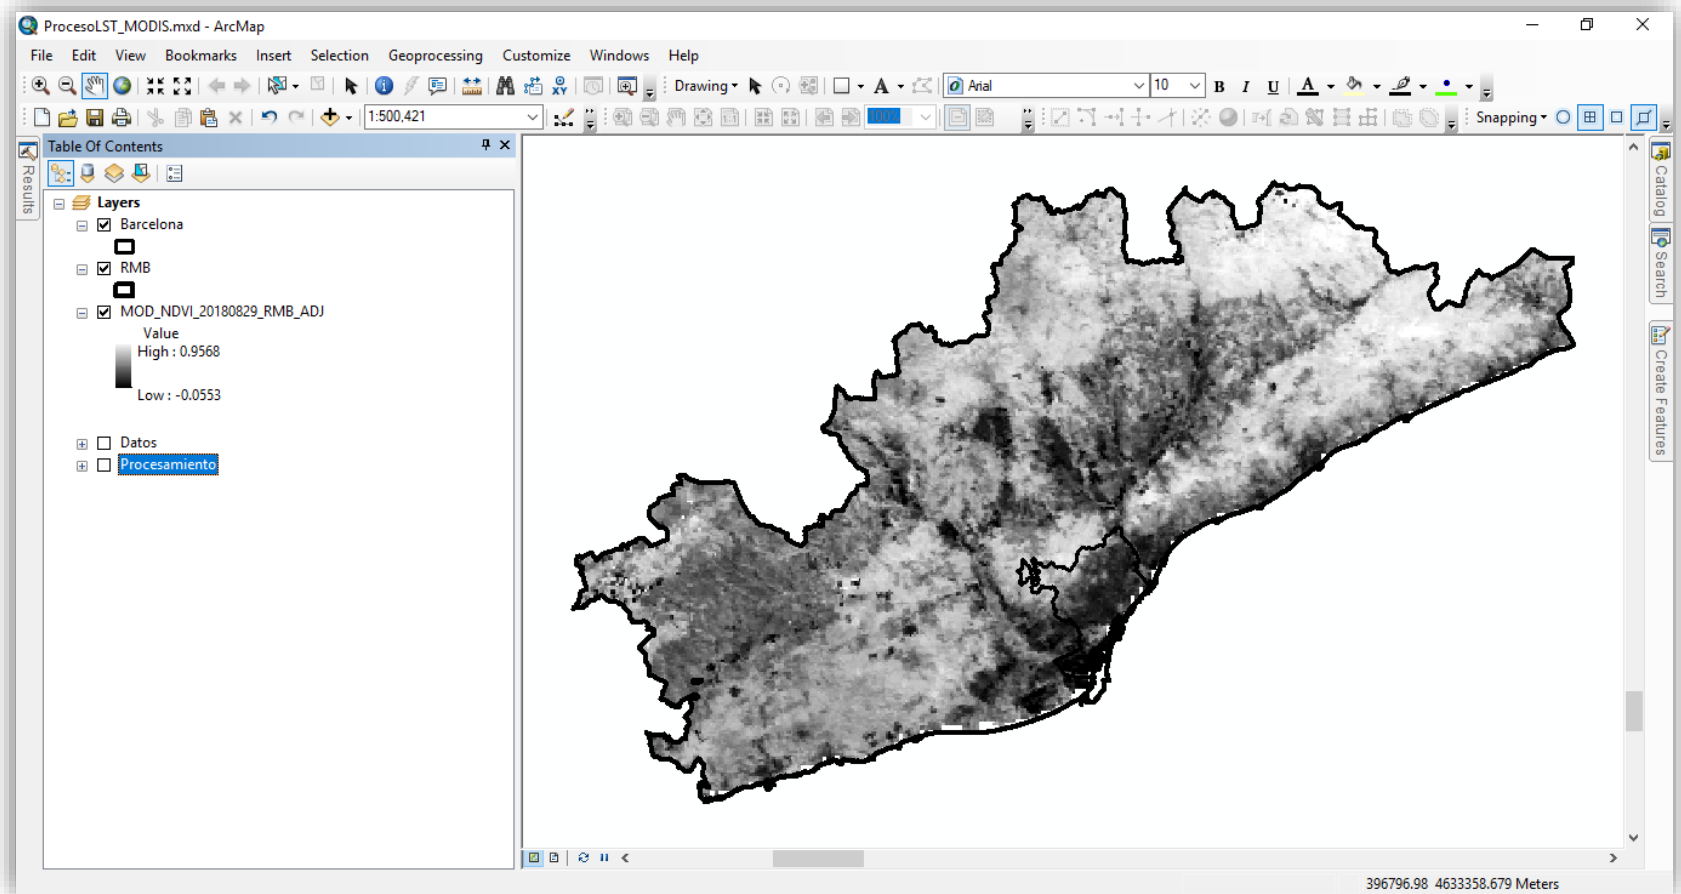 ProcesoLST_MODIS.mxd - ArcMap
File Edit View Bookmarks Insert Selection Geoprocessing Customize Windows Help
Drawing Arial 10 B I U A
1:500,421 100% Snapping
Table Of Contents
Results
Layers
Barcelona
RMB
MOD_NDVI_20180829_RMB_ADJ
Value
High : 0.9568
Low : -0.0553
Datos
Procesamiento
Catalog
Search
Create Features
396796.98 4633358.679 Meters